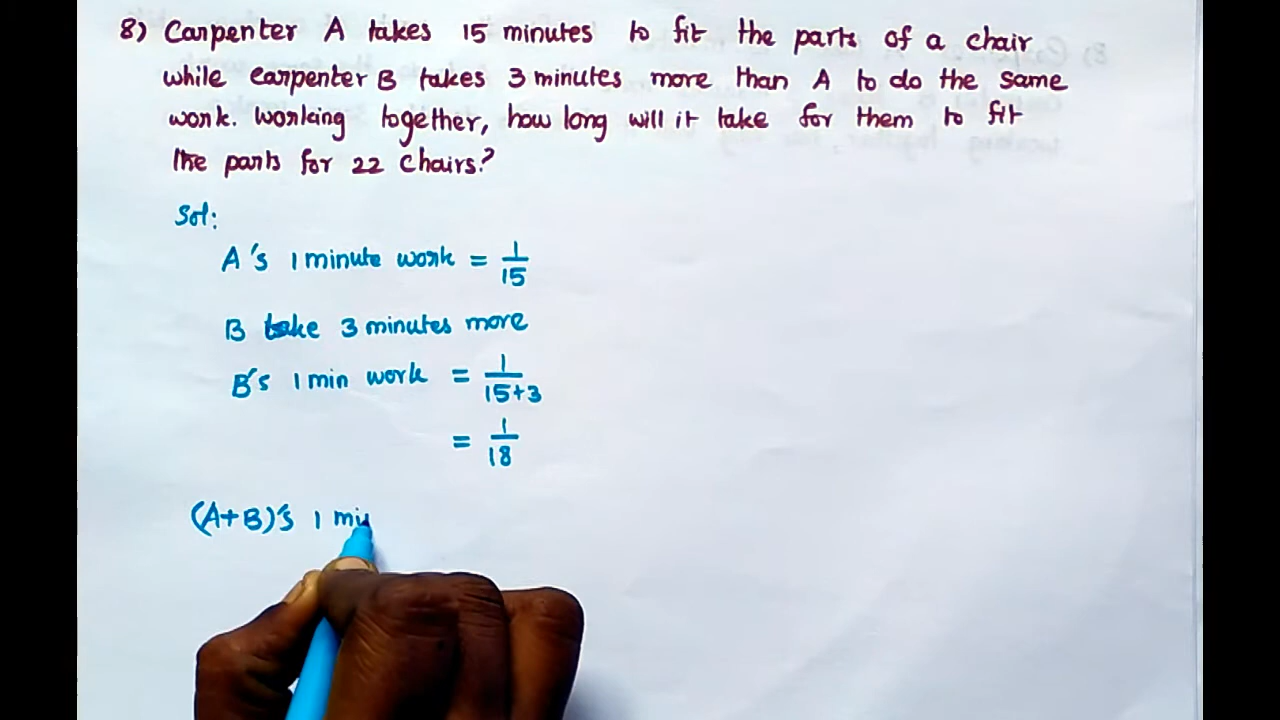 8) Carpenter A takes 15 minutes to fit the parts of a chair
while carpenter B takes 3 minutes more than A to do the same
work. Working together, how long will it take for them to fit
the parts for 22 chairs?
Sol:
A's 1 minute work = 1/15
B take 3 minutes more
B's 1 min work = 1/15+3
= 1/18
(A+B)'s 1 mi